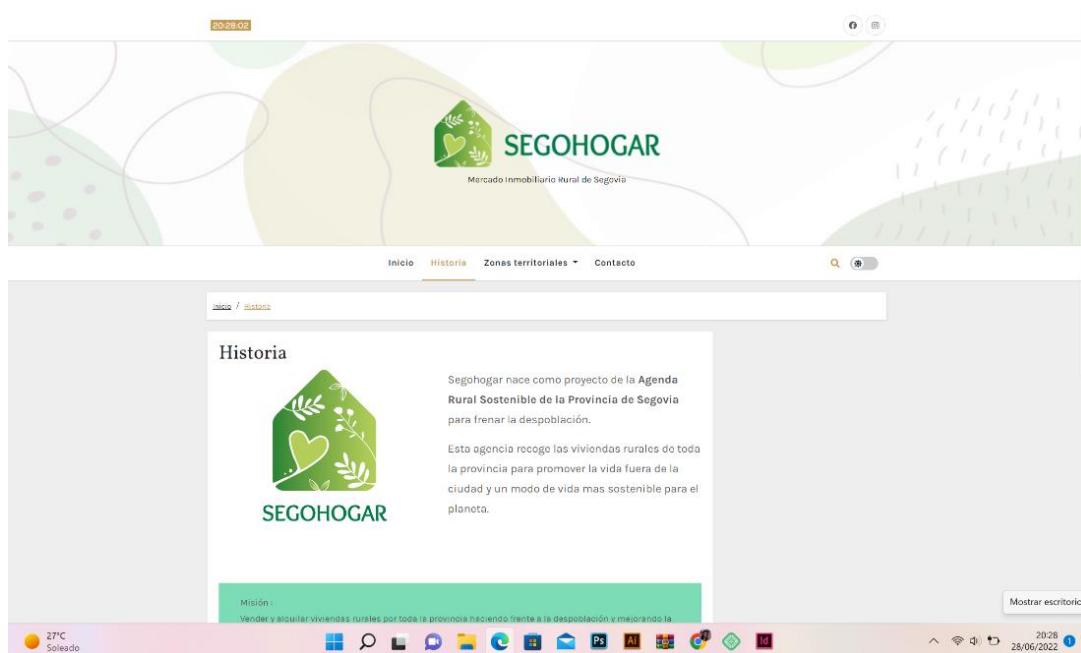 20:28:02
SEGOHOGAR
Mercado Inmobiliario Rural de Segovia
Inicio Historia Zonas territoriales Contacto
Inicio / Historia
Historia
Segohogar nace como proyecto de la Agenda
Rural Sostenible de la Provincia de Segovia
para frenar la despoblación.
Esta agencia recoge las viviendas rurales de toda
la provincia para promover la vida fuera de la
ciudad y un modo de vida mas sostenible para el
planeta.
SEGOHOGAR
Misión :
Vender y alquilar viviendas rurales por toda la provincia haciendo frente a la despoblación y mejorando la
Mostrar escritorio
27°C
Soleado
Ps
Ai
Id
20:28
28/06/2022
1